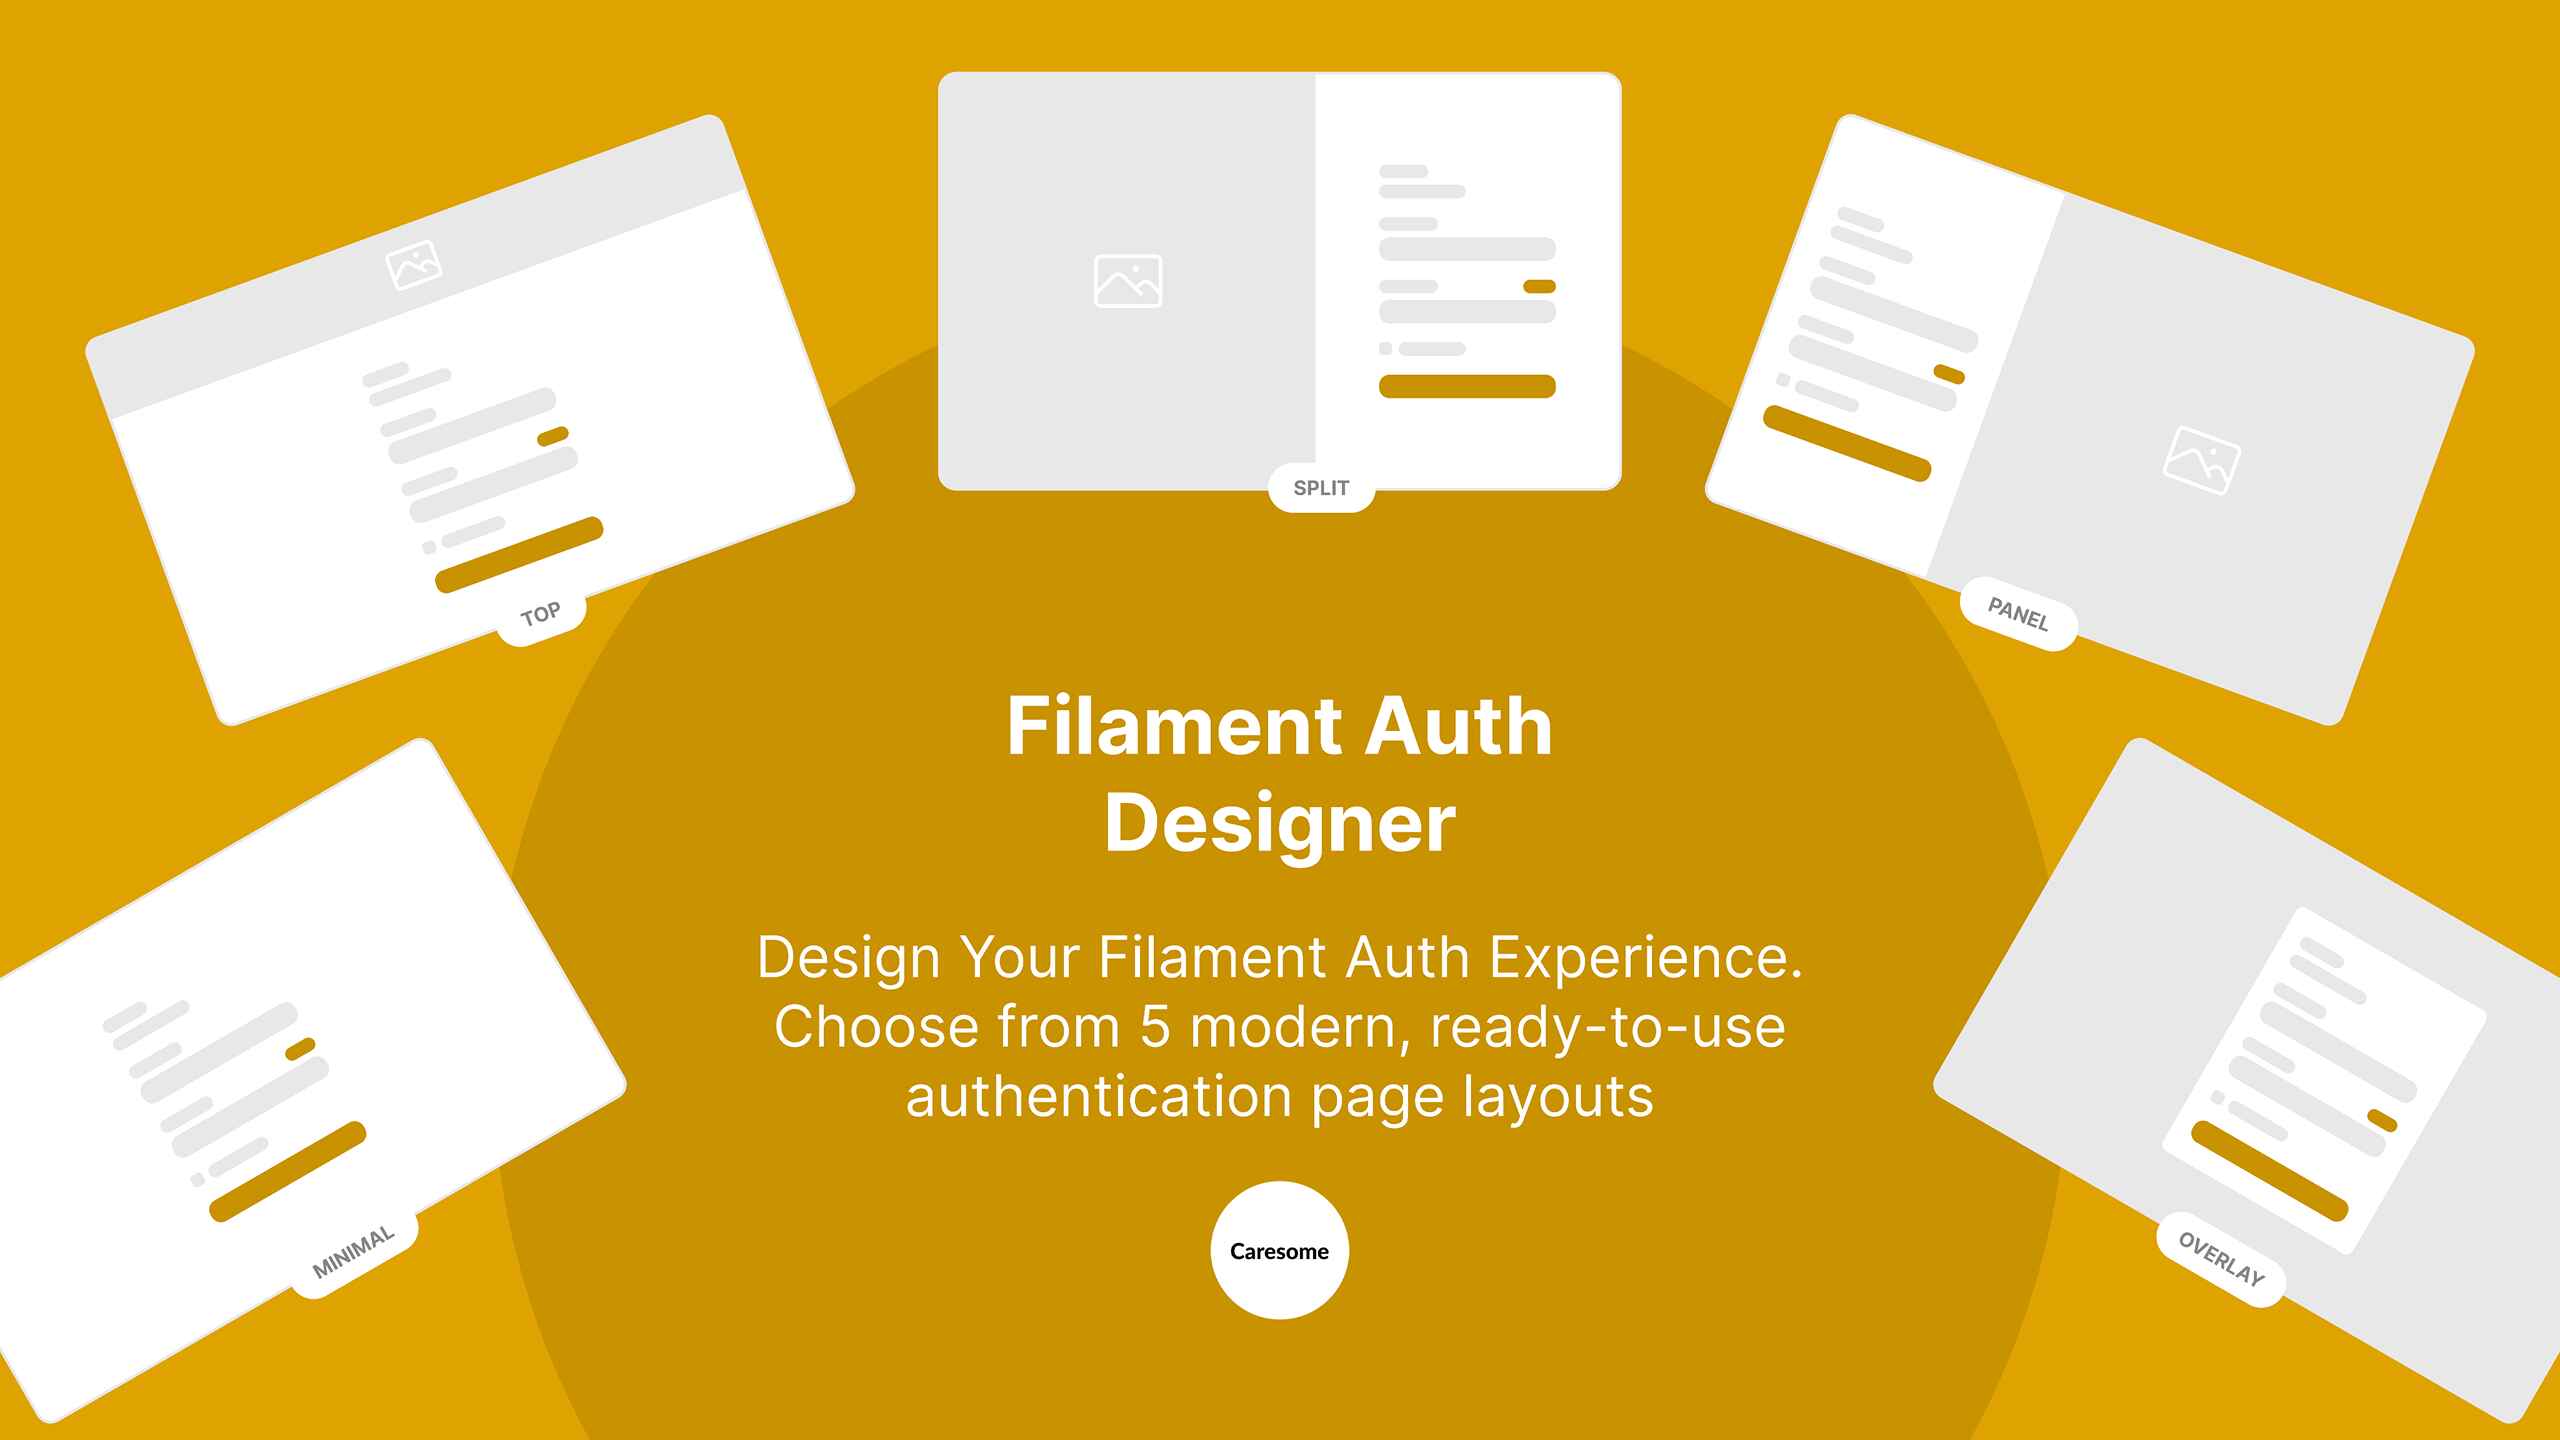 SPLIT
TOP
PANEL
Filament Auth
Designer
Design Your Filament Auth Experience.
Choose from 5 modern, ready-to-use
authentication page layouts
MINIMAL
OVERLAY
Caresome